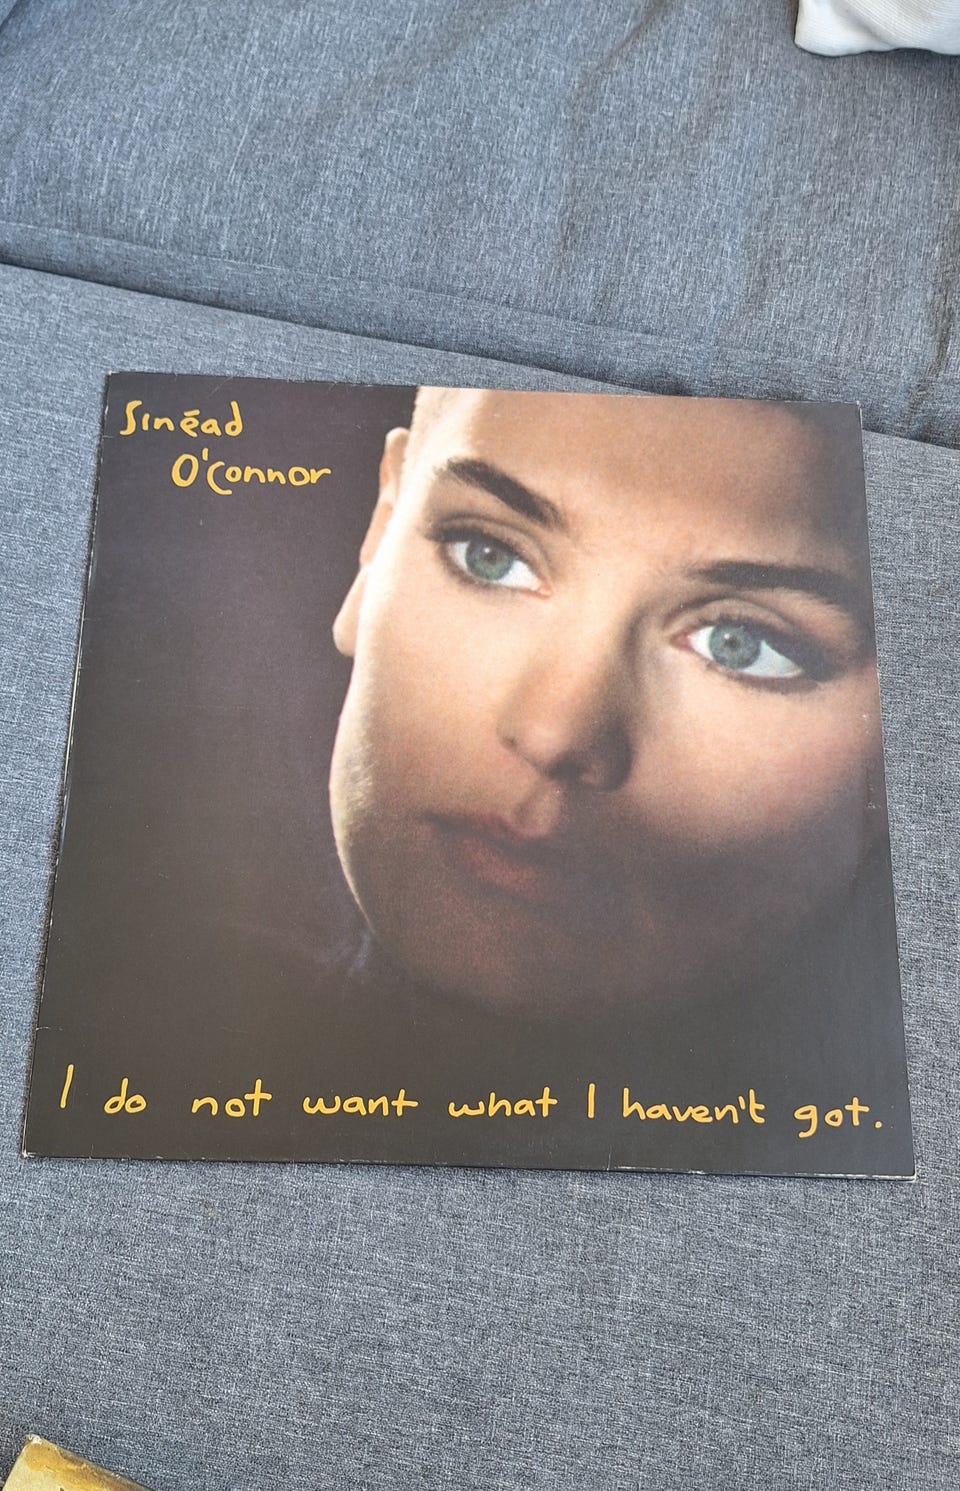 Sinéad
O'Connor
I do not want what I haven't got.